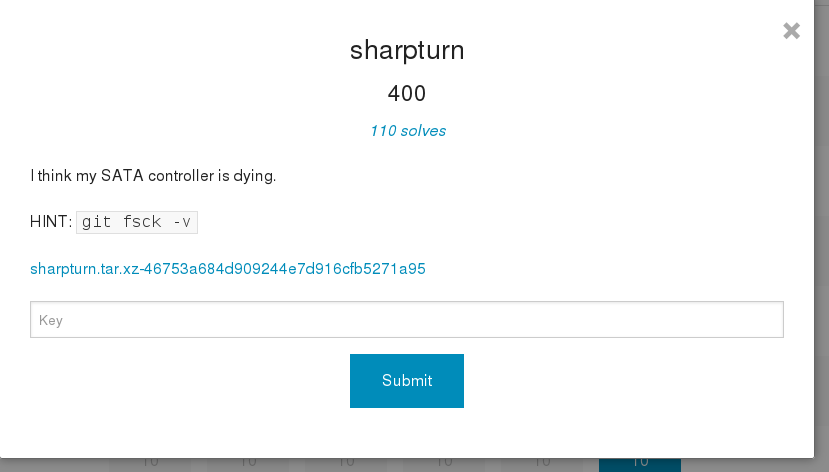 sharpturn
400
110 solves
I think my SATA controller is dying.
HINT: git fsck -v
sharpturn.tar.xz-46753a684d909244e7d916cfb5271a95
Key
Submit
10 10 10 10 10 10